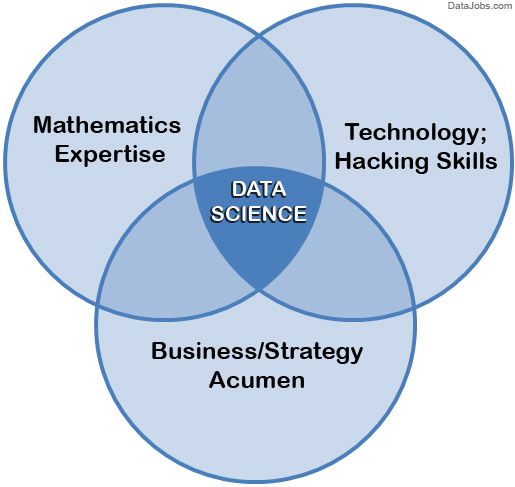 DataJobs.com
Mathematics
Expertise
Technology;
Hacking Skills
DATA
SCIENCE
Business/Strategy
Acumen